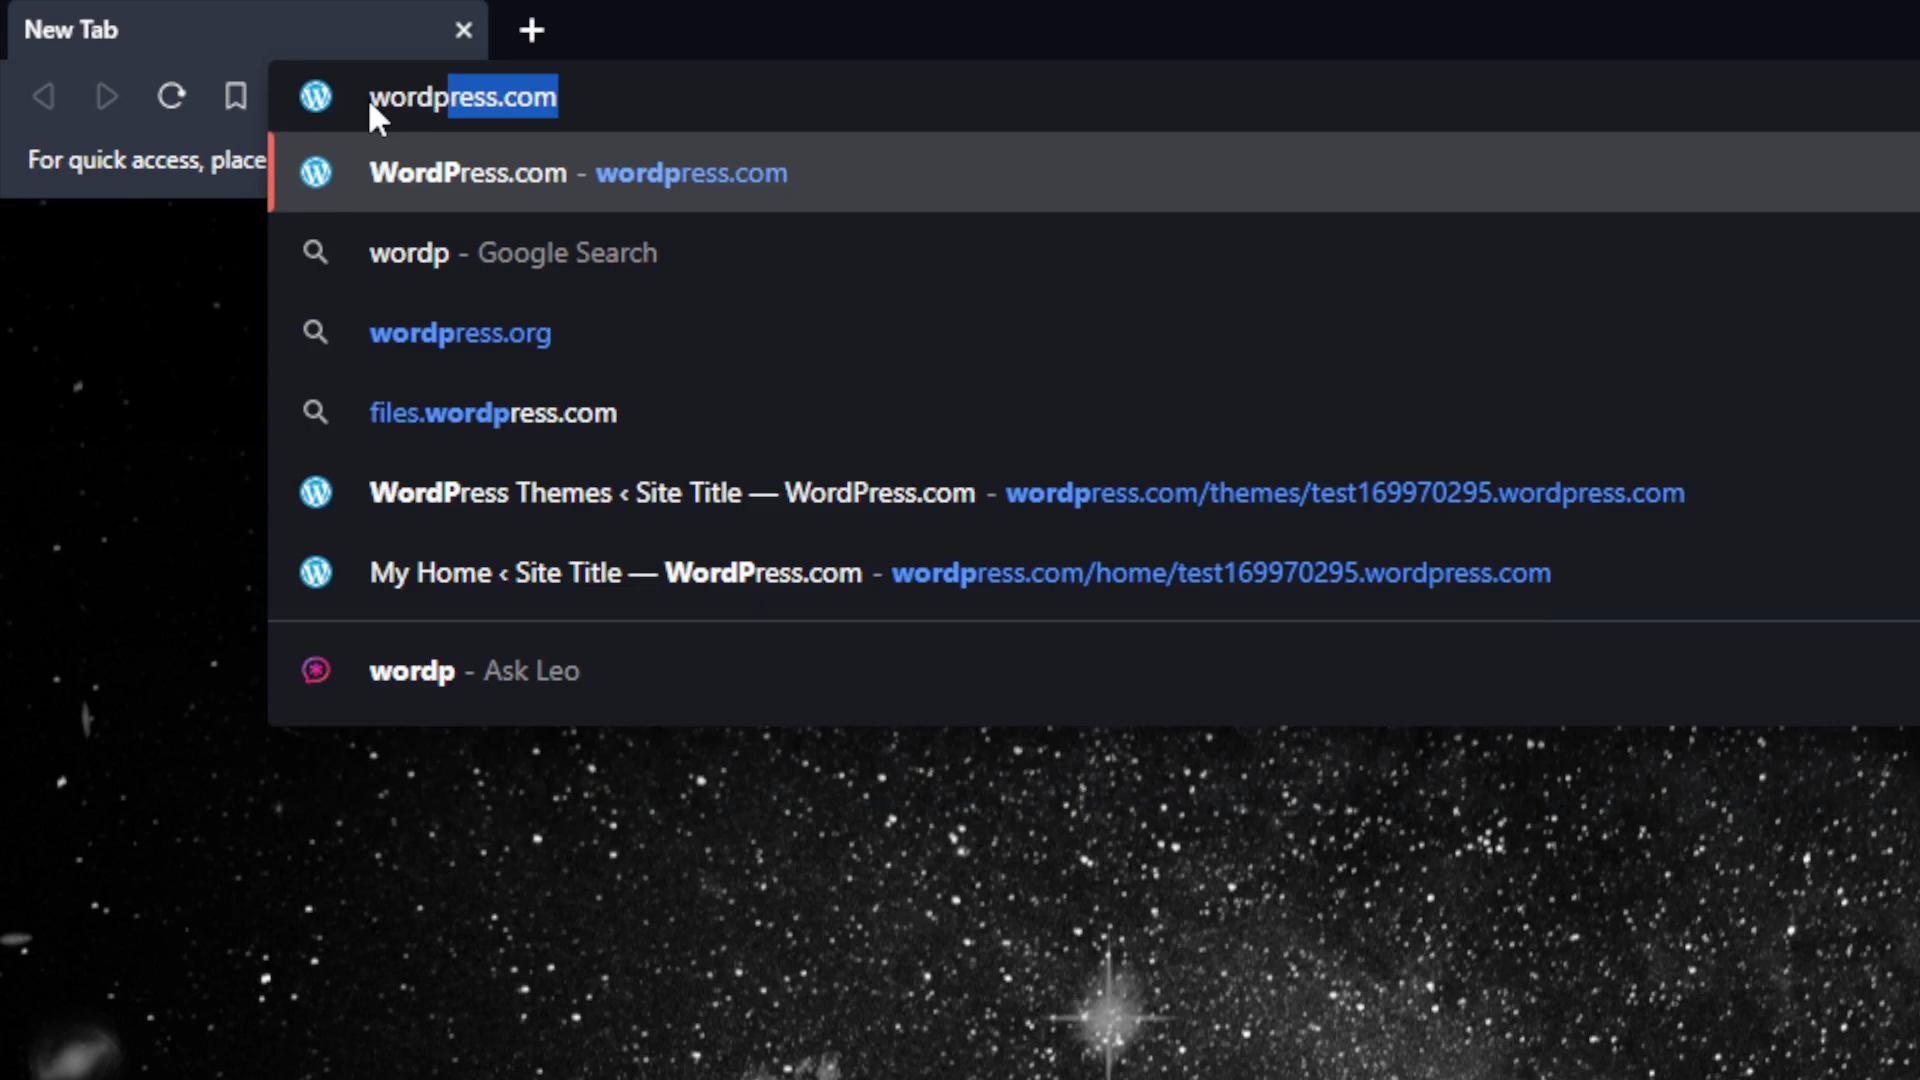 New Tab
wordpress.com
For quick access, place
WordPress.com - wordpress.com
wordp - Google Search
wordpress.org
files.wordpress.com
WordPress Themes ‹ Site Title — WordPress.com - wordpress.com/themes/test169970295.wordpress.com
My Home ‹ Site Title — WordPress.com - wordpress.com/home/test169970295.wordpress.com
wordp - Ask Leo